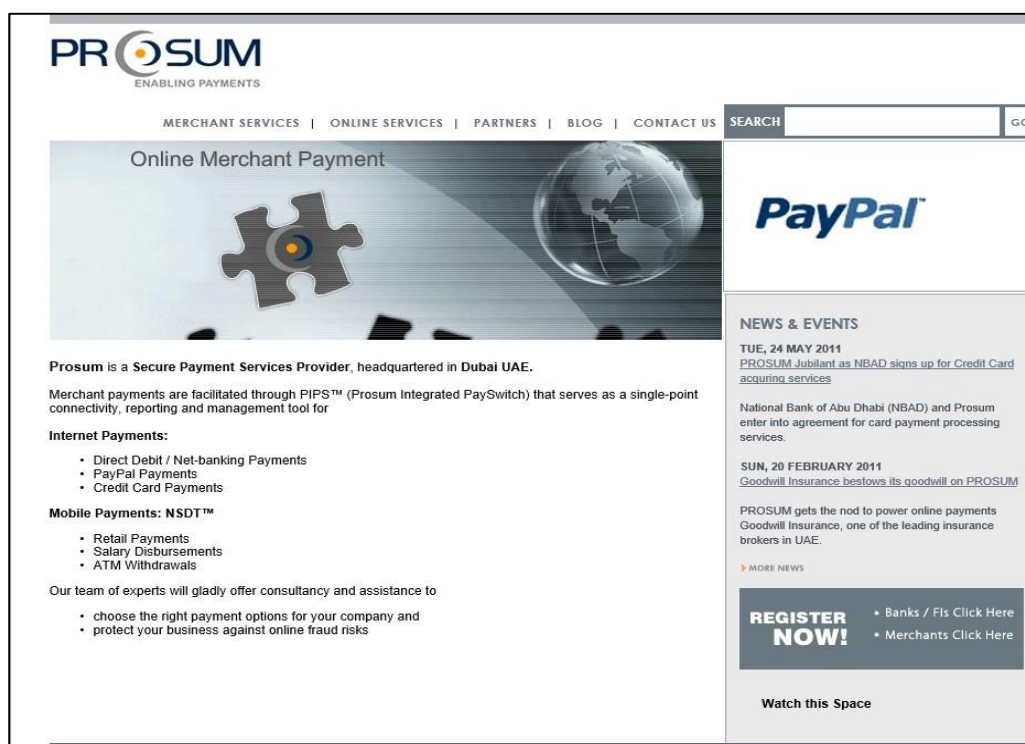 PROSUM
ENABLING PAYMENTS
MERCHANT SERVICES | ONLINE SERVICES | PARTNERS | BLOG | CONTACT US
SEARCH
GO
Online Merchant Payment
PayPal™
Prosum is a Secure Payment Services Provider, headquartered in Dubai UAE.
Merchant payments are facilitated through PIPS™ (Prosum Integrated PaySwitch) that serves as a single-point
connectivity, reporting and management tool for
Internet Payments:
• Direct Debit / Net-banking Payments
• PayPal Payments
• Credit Card Payments
Mobile Payments: NSDT™
• Retail Payments
• Salary Disbursements
• ATM Withdrawals
Our team of experts will gladly offer consultancy and assistance to
• choose the right payment options for your company and
• protect your business against online fraud risks
NEWS & EVENTS
TUE, 24 MAY 2011
PROSUM Jubilant as NBAD signs up for Credit Card
acquring services
National Bank of Abu Dhabi (NBAD) and Prosum
enter into agreement for card payment processing
services.
SUN, 20 FEBRUARY 2011
Goodwill Insurance bestows its goodwill on PROSUM
PROSUM gets the nod to power online payments
Goodwill Insurance, one of the leading insurance
brokers in UAE.
MORE NEWS
REGISTER
NOW!
• Banks / FIs Click Here
• Merchants Click Here
Watch this Space